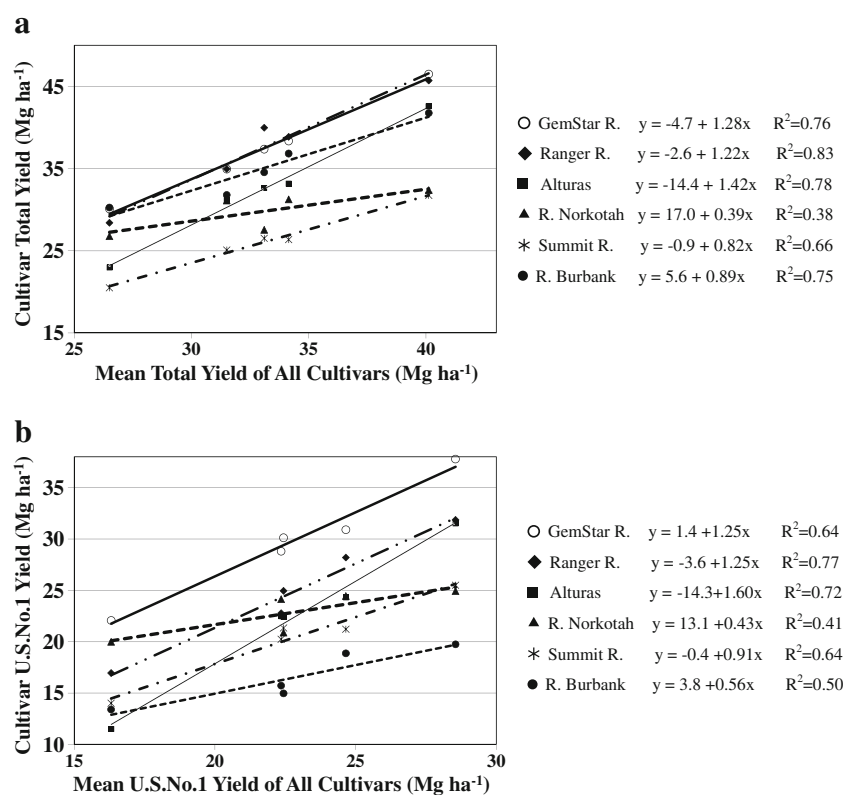 a
Cultivar Total Yield (Mg ha⁻¹)
45
35
25
15
25 30 35 40
Mean Total Yield of All Cultivars (Mg ha⁻¹)
GemStar R. y = -4.7 + 1.28x R²=0.76
Ranger R. y = -2.6 + 1.22x R²=0.83
Alturas y = -14.4 + 1.42x R²=0.78
R. Norkotah y = 17.0 + 0.39x R²=0.38
Summit R. y = -0.9 + 0.82x R²=0.66
R. Burbank y = 5.6 + 0.89x R²=0.75
b
Cultivar U.S.No.1 Yield (Mg ha⁻¹)
35
30
25
20
15
10
15 20 25 30
Mean U.S.No.1 Yield of All Cultivars (Mg ha⁻¹)
GemStar R. y = 1.4 +1.25x R²=0.64
Ranger R. y = -3.6 +1.25x R²=0.77
Alturas y = -14.3+1.60x R²=0.72
R. Norkotah y = 13.1 +0.43x R²=0.41
Summit R. y = -0.4 +0.91x R²=0.64
R. Burbank y = 3.8 +0.56x R²=0.50